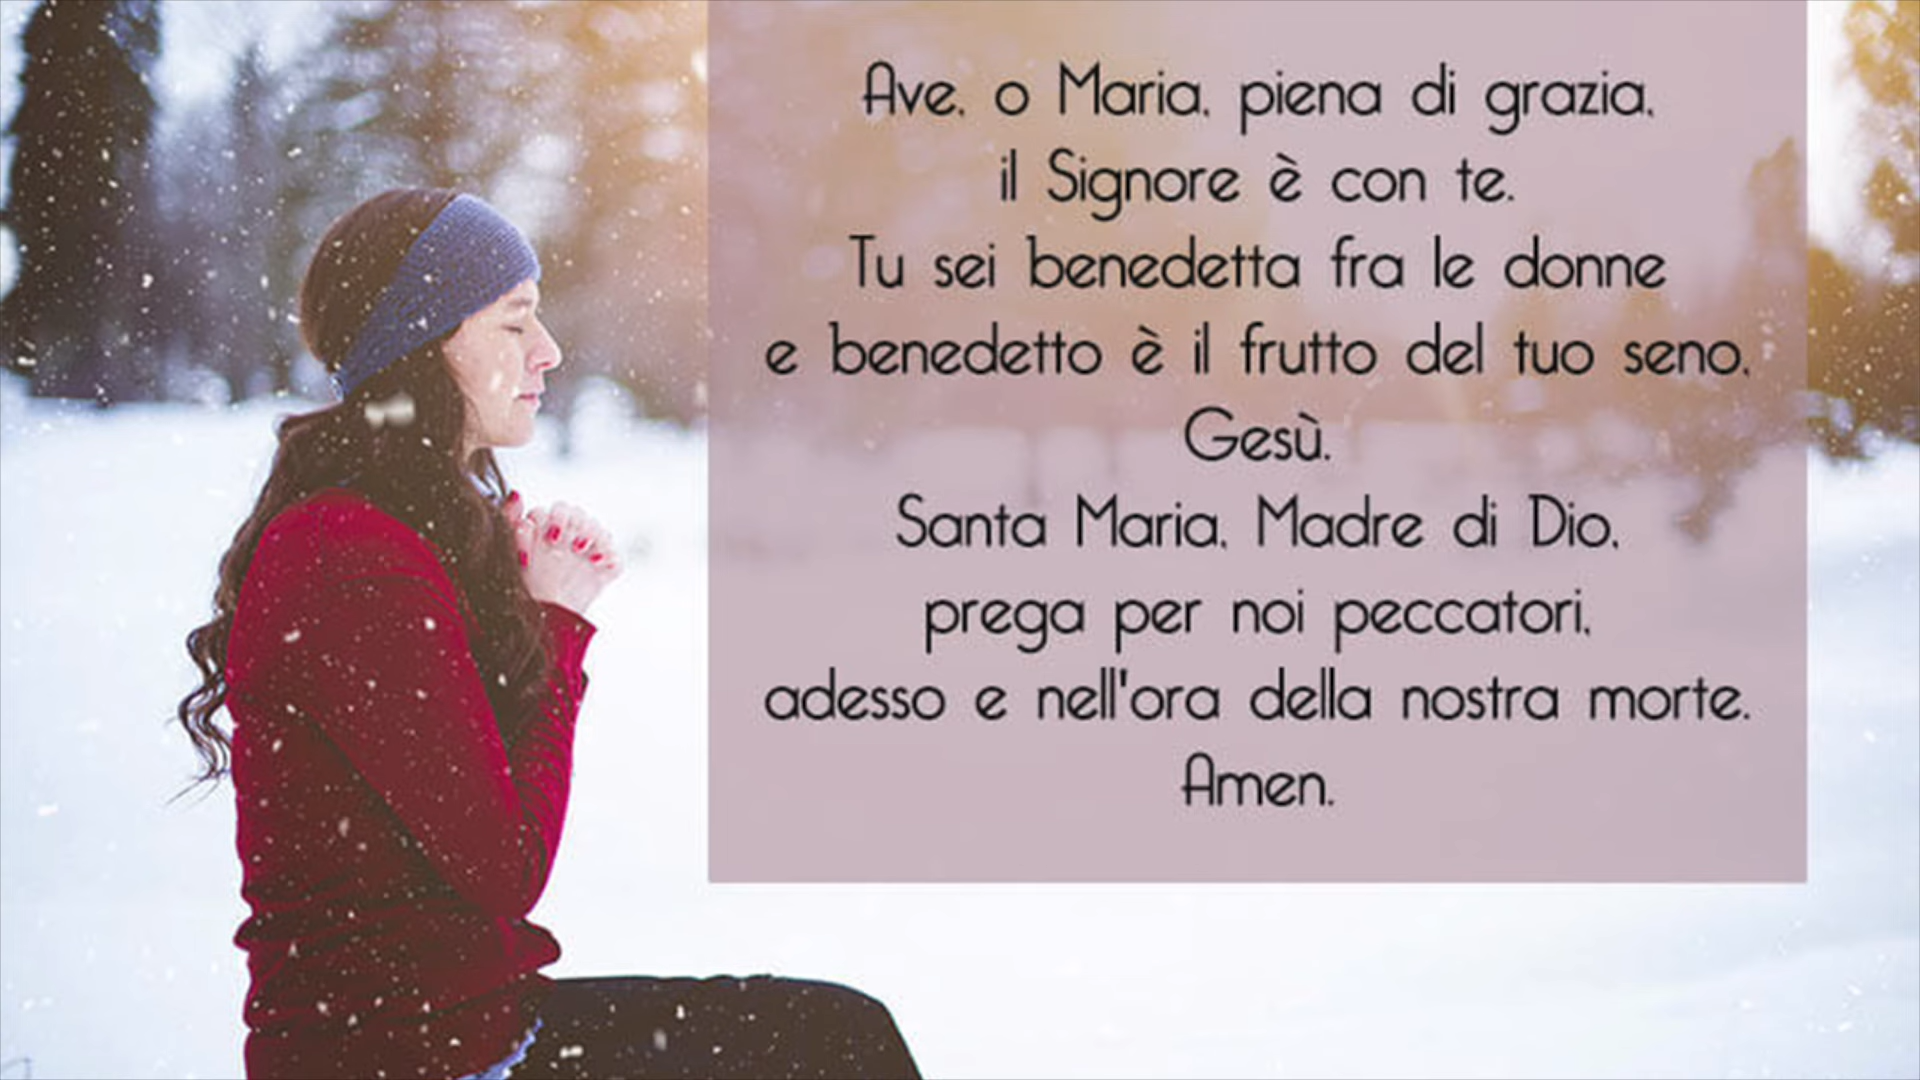 Ave, o Maria, piena di grazia,
il Signore è con te.
Tu sei benedetta fra le donne
e benedetto è il frutto del tuo seno,
Gesù.
Santa Maria, Madre di Dio,
prega per noi peccatori,
adesso e nell'ora della nostra morte.
Amen.